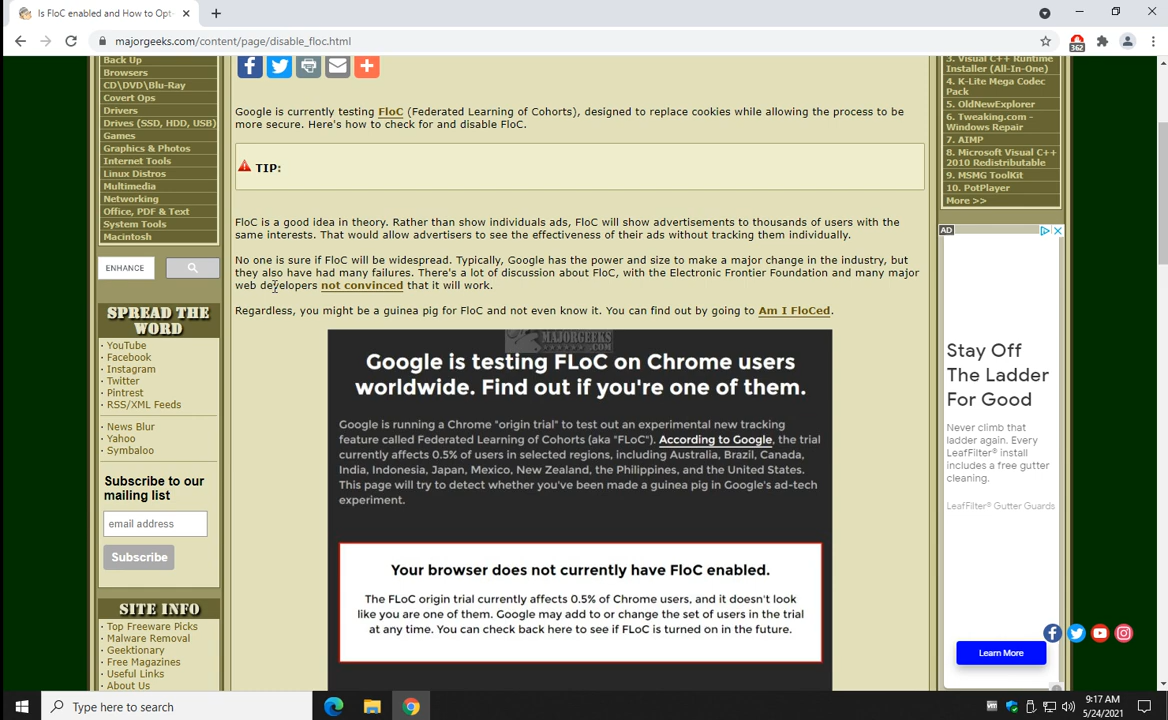 Is FloC enabled and How to Opt-
majorgeeks.com/content/page/disable_floc.html
362
Back Up
Browsers
CD\DVD\Blu-Ray
Covert Ops
Drivers
Drives (SSD, HDD, USB)
Games
Graphics & Photos
Internet Tools
Linux Distros
Multimedia
Networking
Office, PDF & Text
System Tools
Macintosh
ENHANCE
SPREAD THE
WORD
· YouTube
· Facebook
· Instagram
· Twitter
· Pintrest
· RSS/XML Feeds
· News Blur
· Yahoo
· Symbaloo
Subscribe to our
mailing list
email address
Subscribe
SITE INFO
· Top Freeware Picks
· Malware Removal
· Geektionary
· Free Magazines
· Useful Links
· About Us
Google is currently testing FloC (Federated Learning of Cohorts), designed to replace cookies while allowing the process to be
more secure. Here's how to check for and disable FloC.
TIP:
FloC is a good idea in theory. Rather than show individuals ads, FloC will show advertisements to thousands of users with the
same interests. That would allow advertisers to see the effectiveness of their ads without tracking them individually.
No one is sure if FloC will be widespread. Typically, Google has the power and size to make a major change in the industry, but
they also have had many failures. There's a lot of discussion about FloC, with the Electronic Frontier Foundation and many major
web developers not convinced that it will work.
Regardless, you might be a guinea pig for FloC and not even know it. You can find out by going to Am I FloCed.
MAJORGEEKS
.COM
Google is testing FLoC on Chrome users
worldwide. Find out if you're one of them.
Google is running a Chrome "origin trial" to test out an experimental new tracking
feature called Federated Learning of Cohorts (aka "FLoC"). According to Google, the trial
currently affects 0.5% of users in selected regions, including Australia, Brazil, Canada,
India, Indonesia, Japan, Mexico, New Zealand, the Philippines, and the United States.
This page will try to detect whether you've been made a guinea pig in Google's ad-tech
experiment.
Your browser does not currently have FLoC enabled.
The FLoC origin trial currently affects 0.5% of Chrome users, and it doesn't look
like you are one of them. Google may add to or change the set of users in the trial
at any time. You can check back here to see if FLoC is turned on in the future.
3. Visual C++ Runtime
Installer (All-In-One)
4. K-Lite Mega Codec
Pack
5. OldNewExplorer
6. Tweaking.com -
Windows Repair
7. AIMP
8. Microsoft Visual C++
2010 Redistributable
9. MSMG ToolKit
10. PotPlayer
More >>
AD
Stay Off
The Ladder
For Good
Never climb that
ladder again. Every
LeafFilter® install
includes a free gutter
cleaning.
LeafFilter® Gutter Guards
Learn More
Type here to search
vm
9:17 AM
5/24/2021